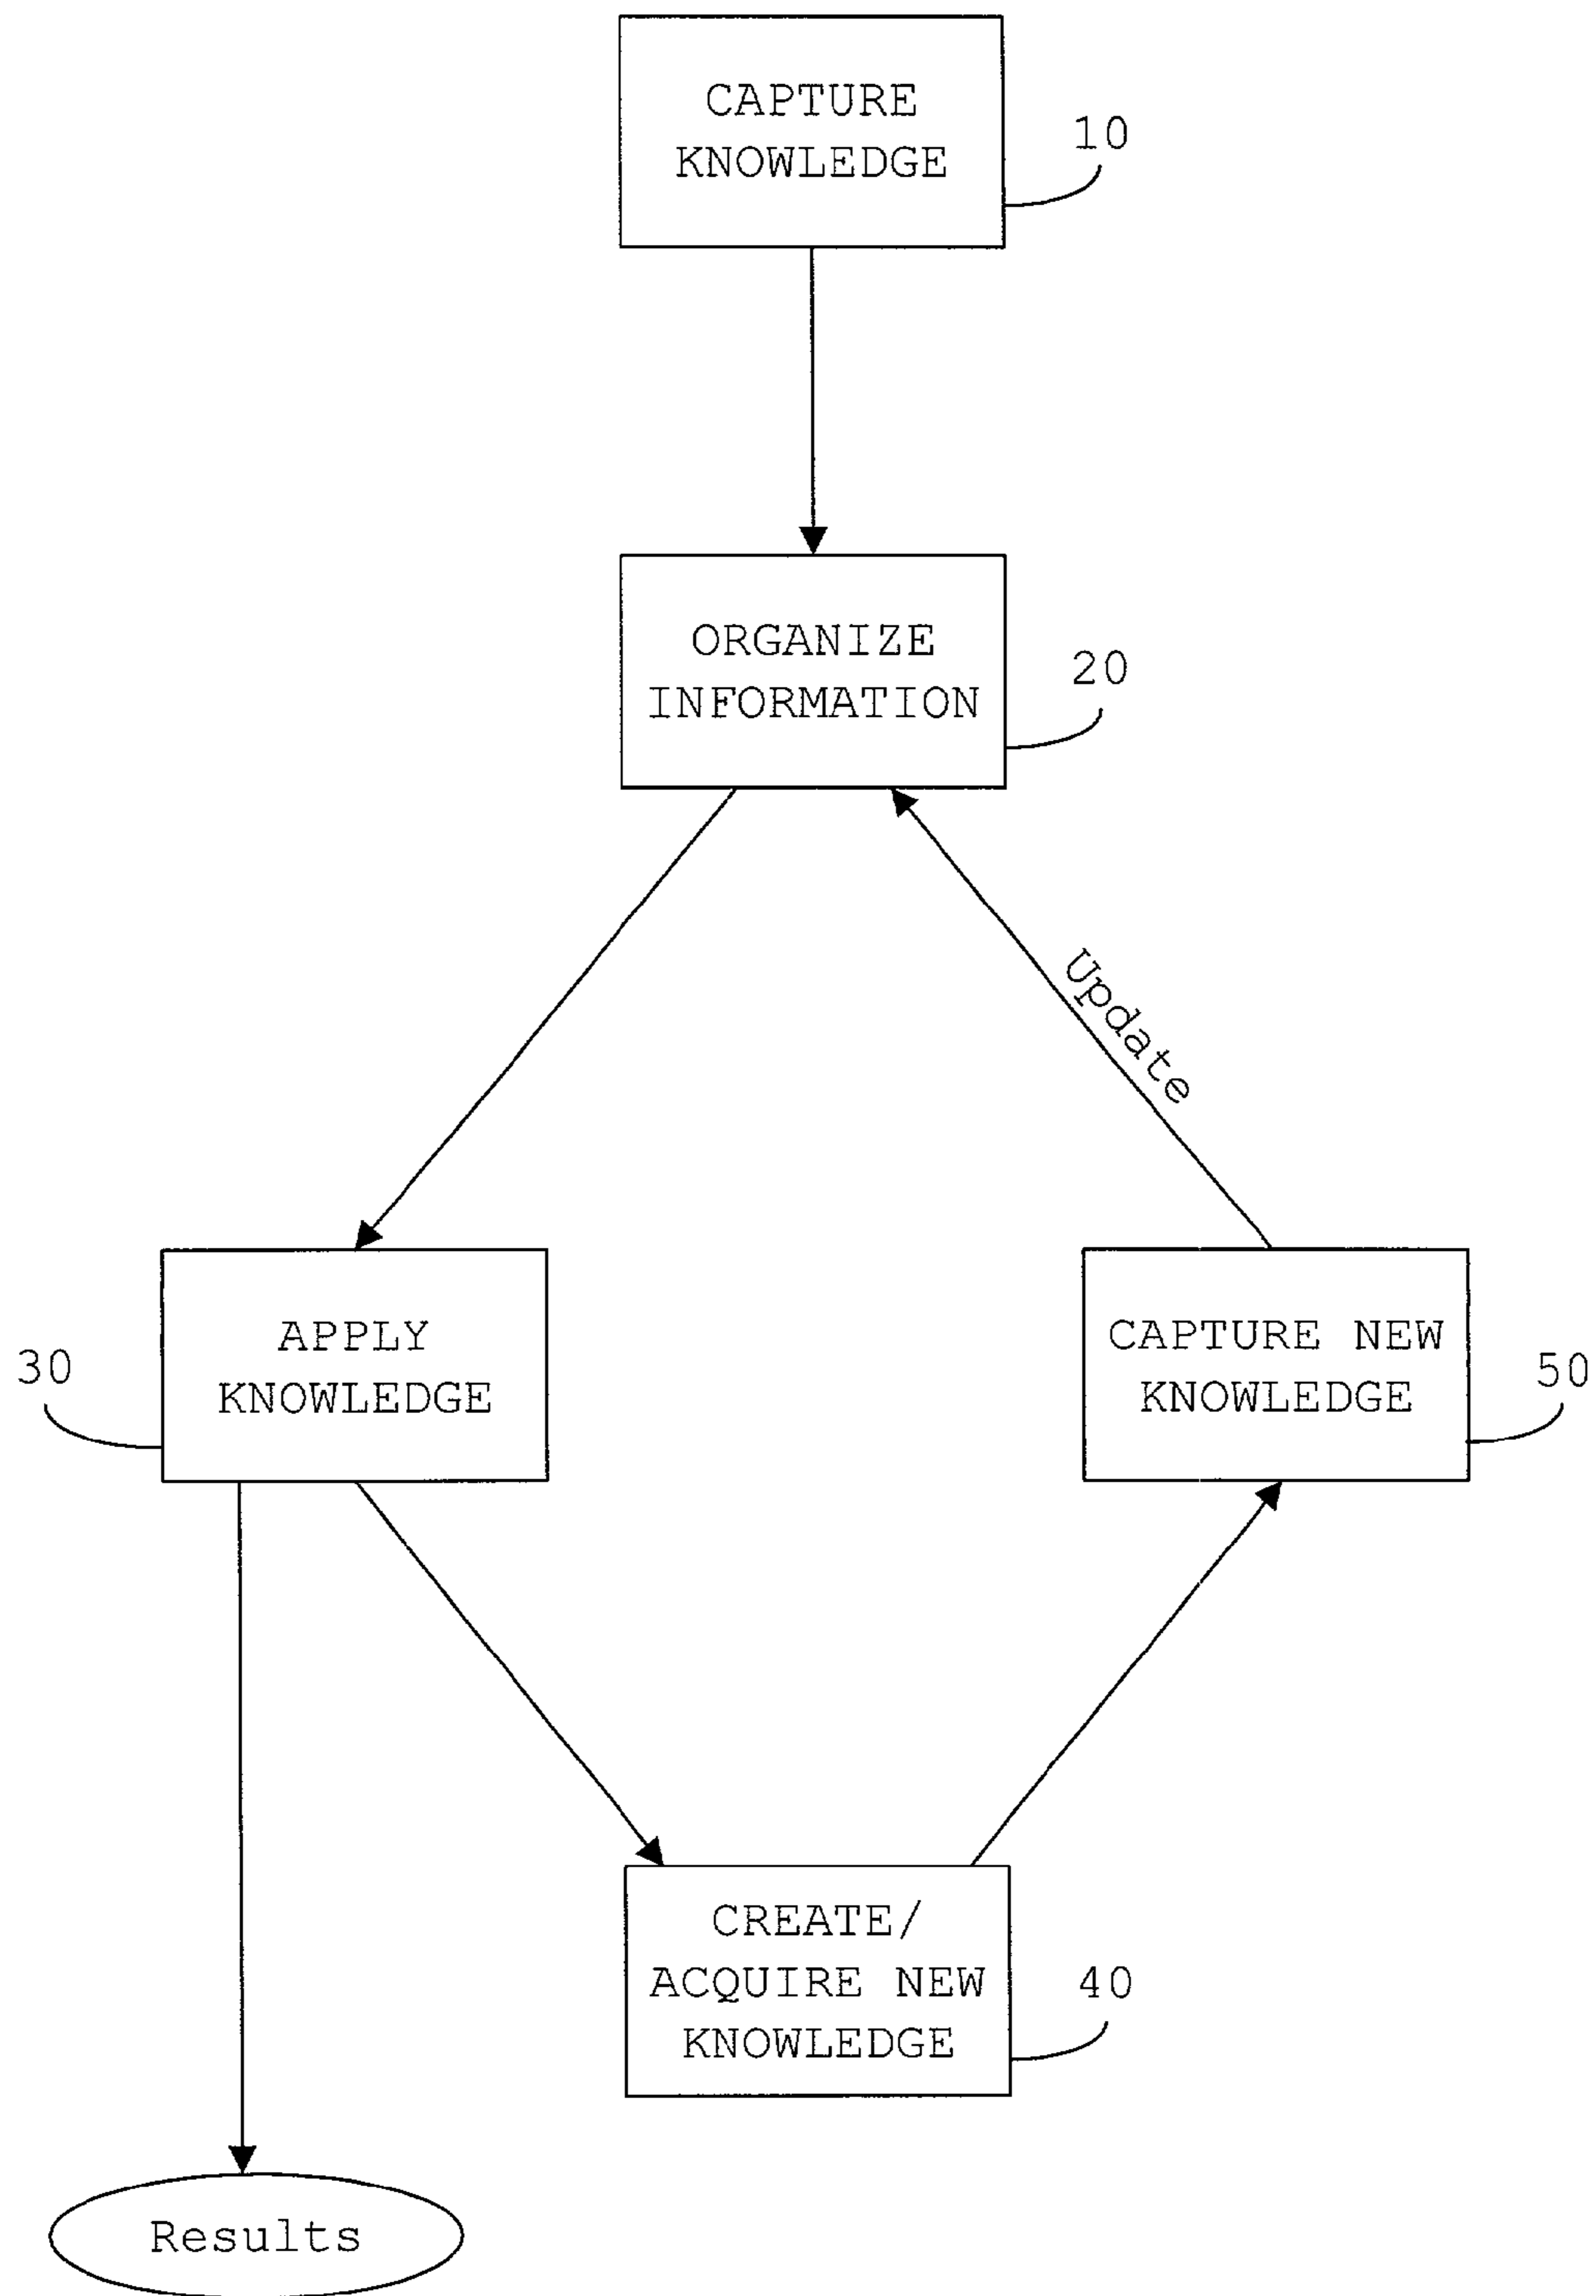 CAPTURE
KNOWLEDGE
10
ORGANIZE
INFORMATION
20
Update
APPLY
KNOWLEDGE
30
CAPTURE NEW
KNOWLEDGE
50
CREATE/
ACQUIRE NEW
KNOWLEDGE
40
Results